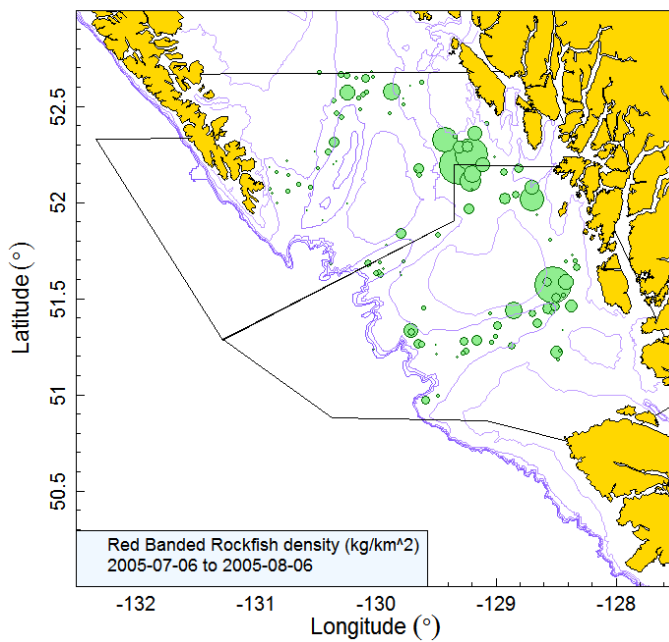 52.5
52
51.5
51
50.5
Latitude (°)
Red Banded Rockfish density (kg/km^2)
2005-07-06 to 2005-08-06
-132 -131 -130 -129 -128
Longitude (°)